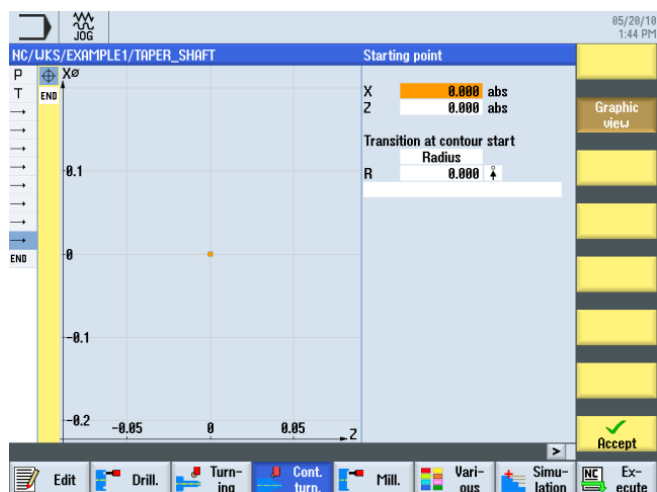 JOG
05/20/10
1:44 PM
NC/WKS/EXAMPLE1/TAPER_SHAFT
Starting point
P
T
END
END
XØ
0.1
0
-0.1
-0.2
-0.05
0
0.05
Z
X 0.000 abs
Z 0.000 abs
Transition at contour start
Radius
R 0.000
Graphic
view
Accept
>
Edit
Drill.
Turn-
ing
Cont.
turn.
Mill.
Vari-
ous
Simu-
lation
NC
Ex-
ecute